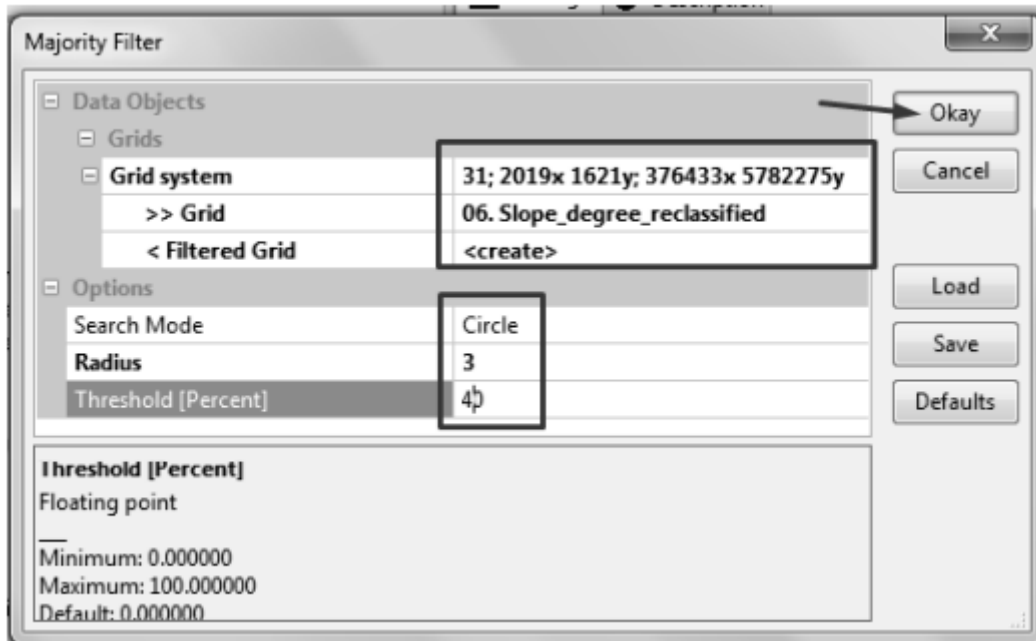 Majority Filter
Data Objects
Okay
Grids
Grid system 31; 2019x 1621y; 376433x 5782275y
Cancel
>> Grid 06. Slope_degree_reclassified
< Filtered Grid <create>
Options
Load
Search Mode Circle
Radius 3
Save
Threshold [Percent] 40
Defaults
Threshold [Percent]
Floating point
Minimum: 0.000000
Maximum: 100.000000
Default: 0.000000